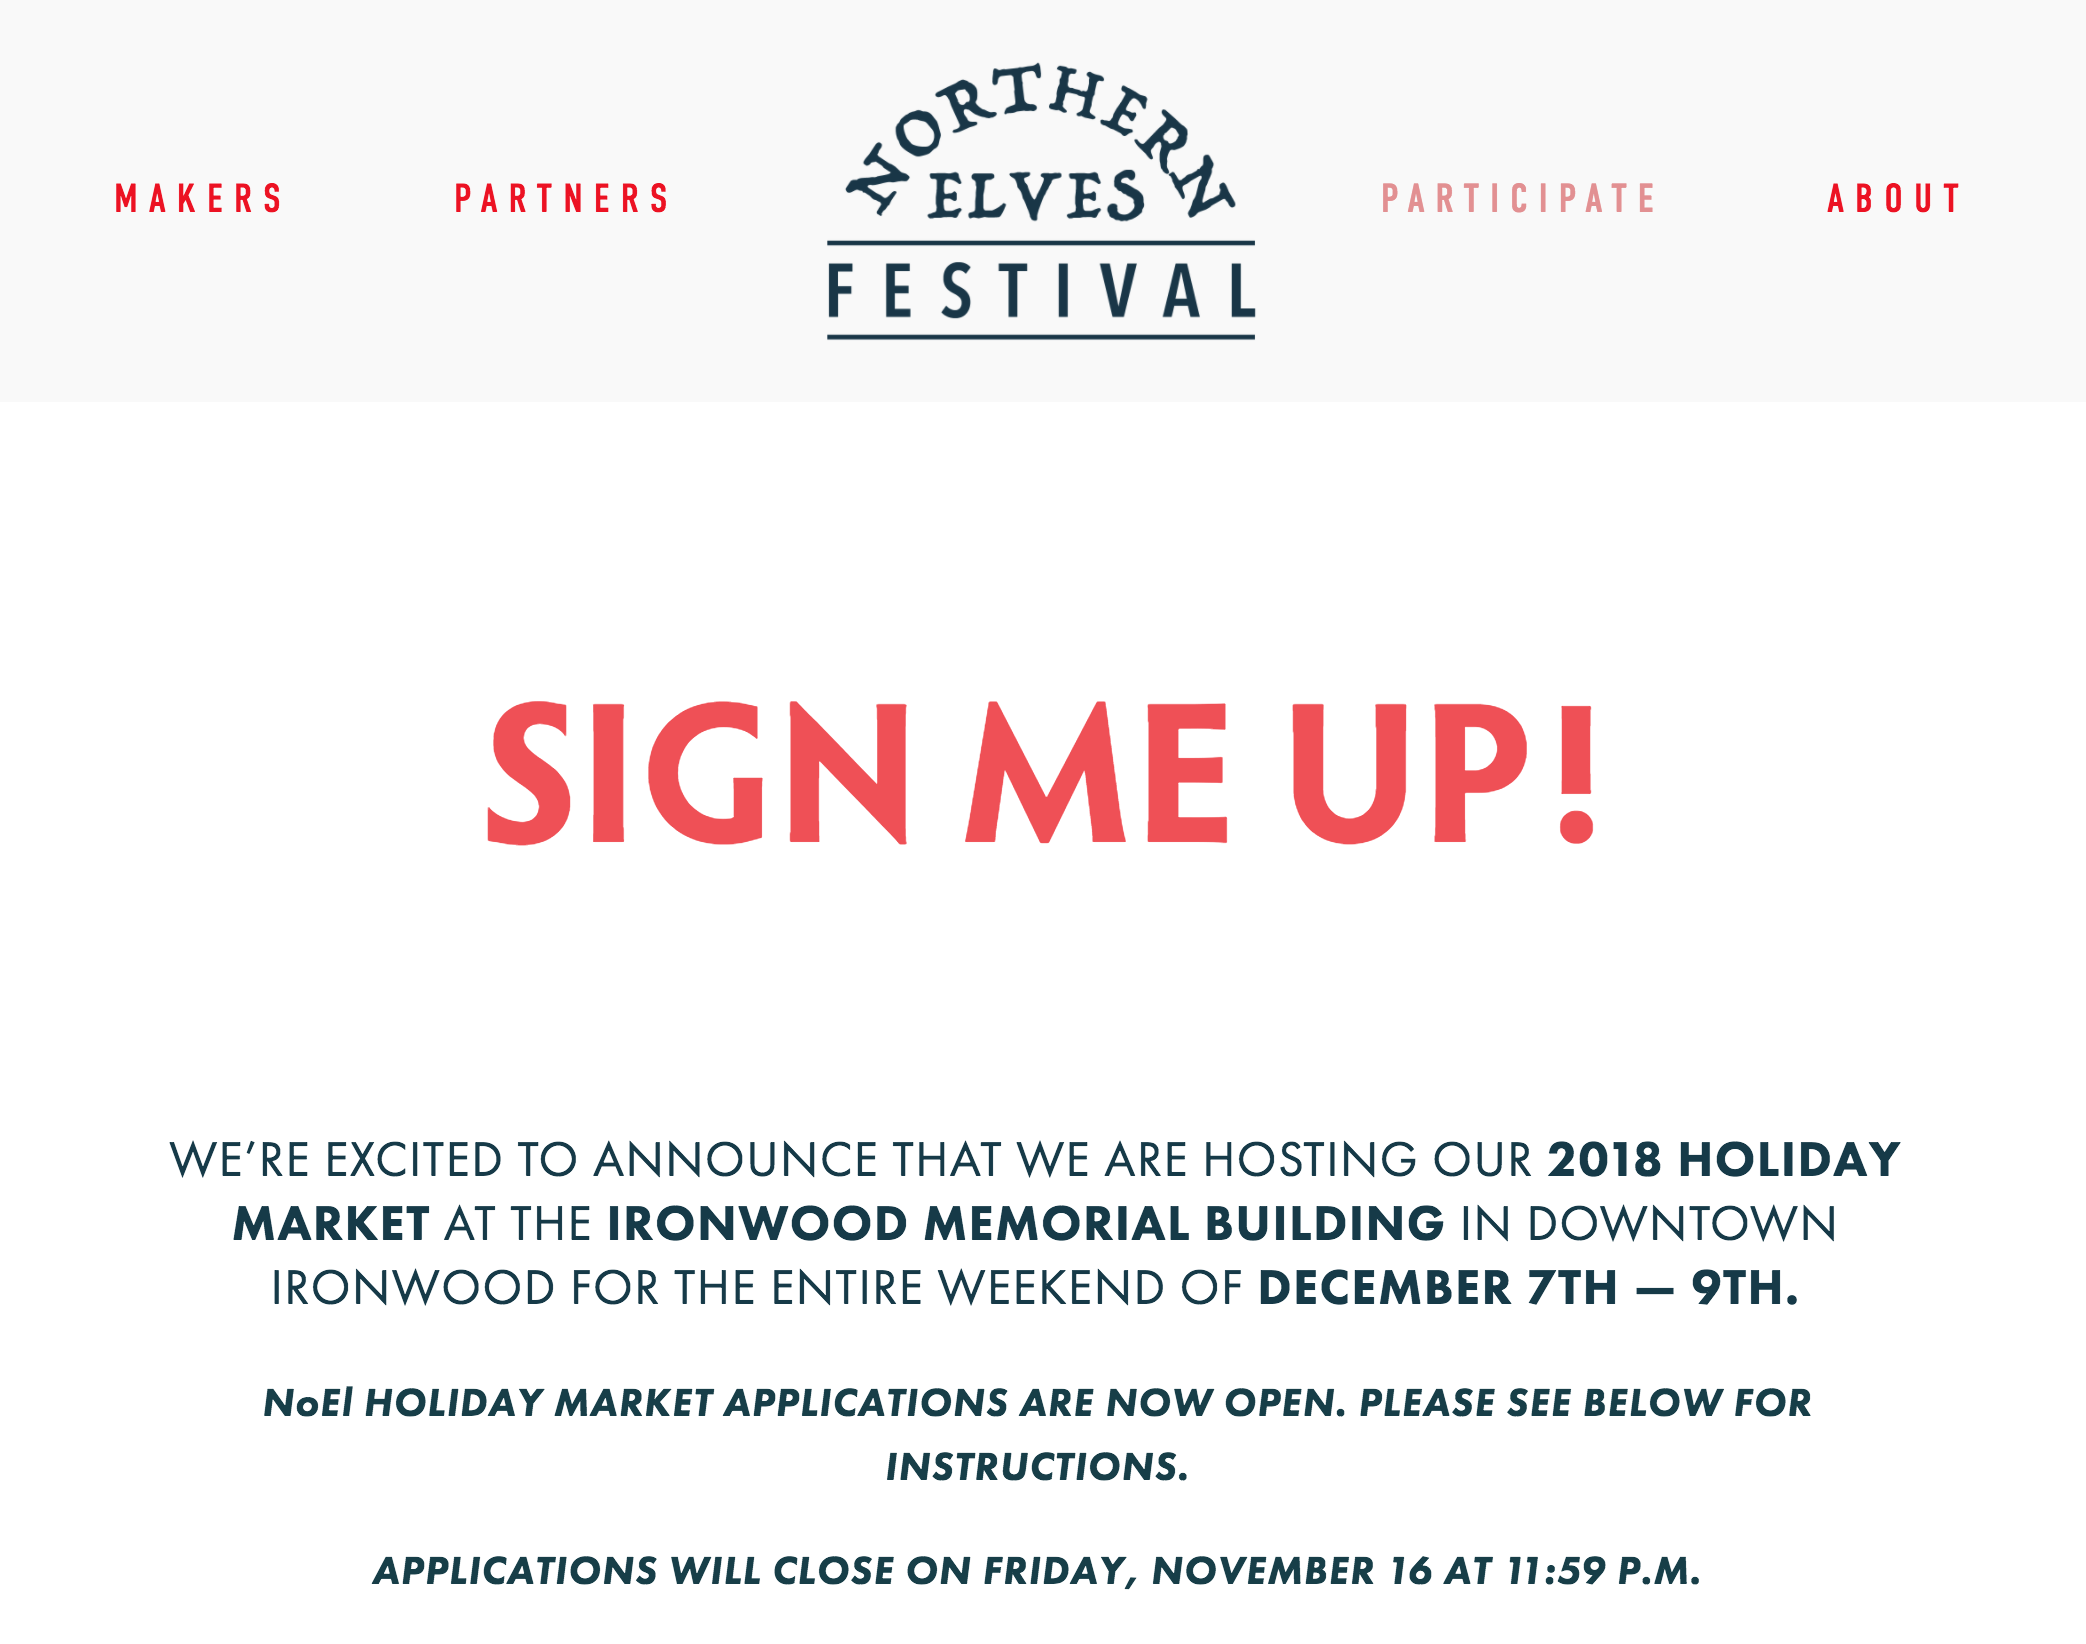 MAKERS
PARTNERS
NORTHERN
ELVES
FESTIVAL
PARTICIPATE
ABOUT
SIGN ME UP!
WE’RE EXCITED TO ANNOUNCE THAT WE ARE HOSTING OUR 2018 HOLIDAY
MARKET AT THE IRONWOOD MEMORIAL BUILDING IN DOWNTOWN
IRONWOOD FOR THE ENTIRE WEEKEND OF DECEMBER 7TH — 9TH.
NoEl HOLIDAY MARKET APPLICATIONS ARE NOW OPEN. PLEASE SEE BELOW FOR
INSTRUCTIONS.
APPLICATIONS WILL CLOSE ON FRIDAY, NOVEMBER 16 AT 11:59 P.M.